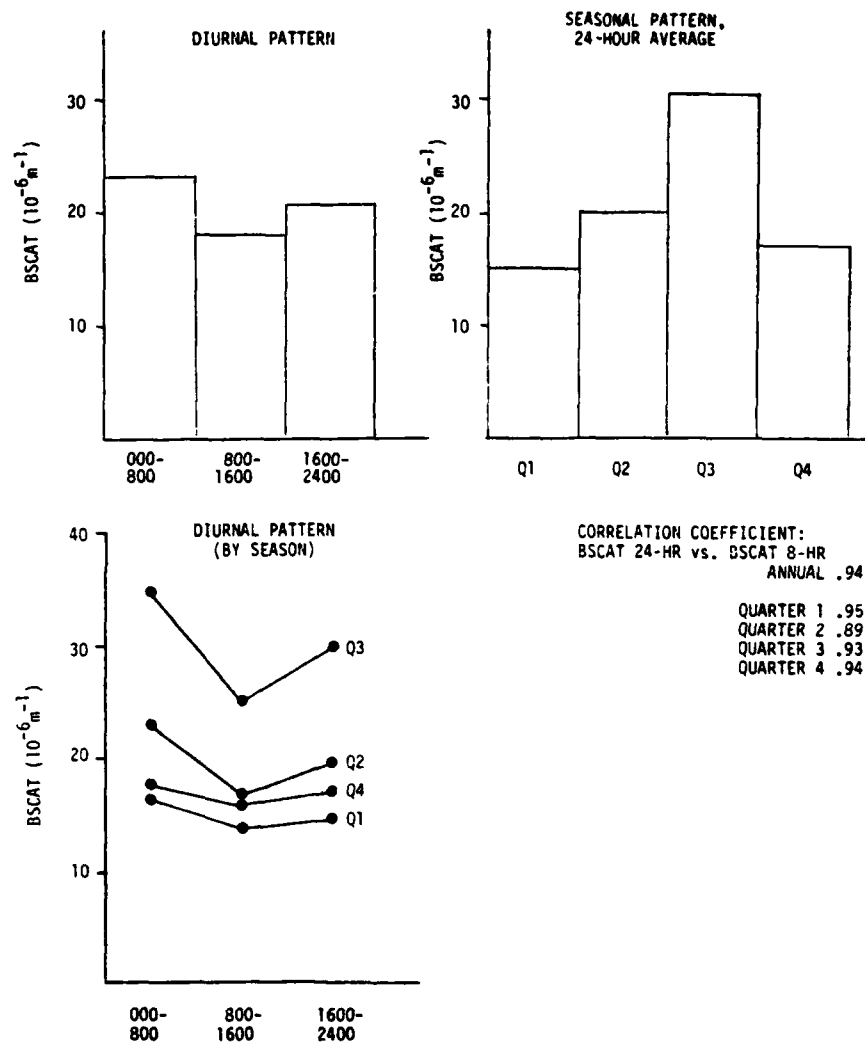 DIURNAL PATTERN
BSCAT (10-6m-1)
30
20
10
000-
800
800-
1600
1600-
2400
SEASONAL PATTERN,
24-HOUR AVERAGE
BSCAT (10-6m-1)
30
20
10
Q1 Q2 Q3 Q4
DIURNAL PATTERN
(BY SEASON)
BSCAT (10-6m-1)
40
30
20
10
Q3
Q2
Q4
Q1
000-
800
800-
1600
1600-
2400
CORRELATION COEFFICIENT:
BSCAT 24-HR vs. BSCAT 8-HR
ANNUAL .94
QUARTER 1 .95
QUARTER 2 .89
QUARTER 3 .93
QUARTER 4 .94